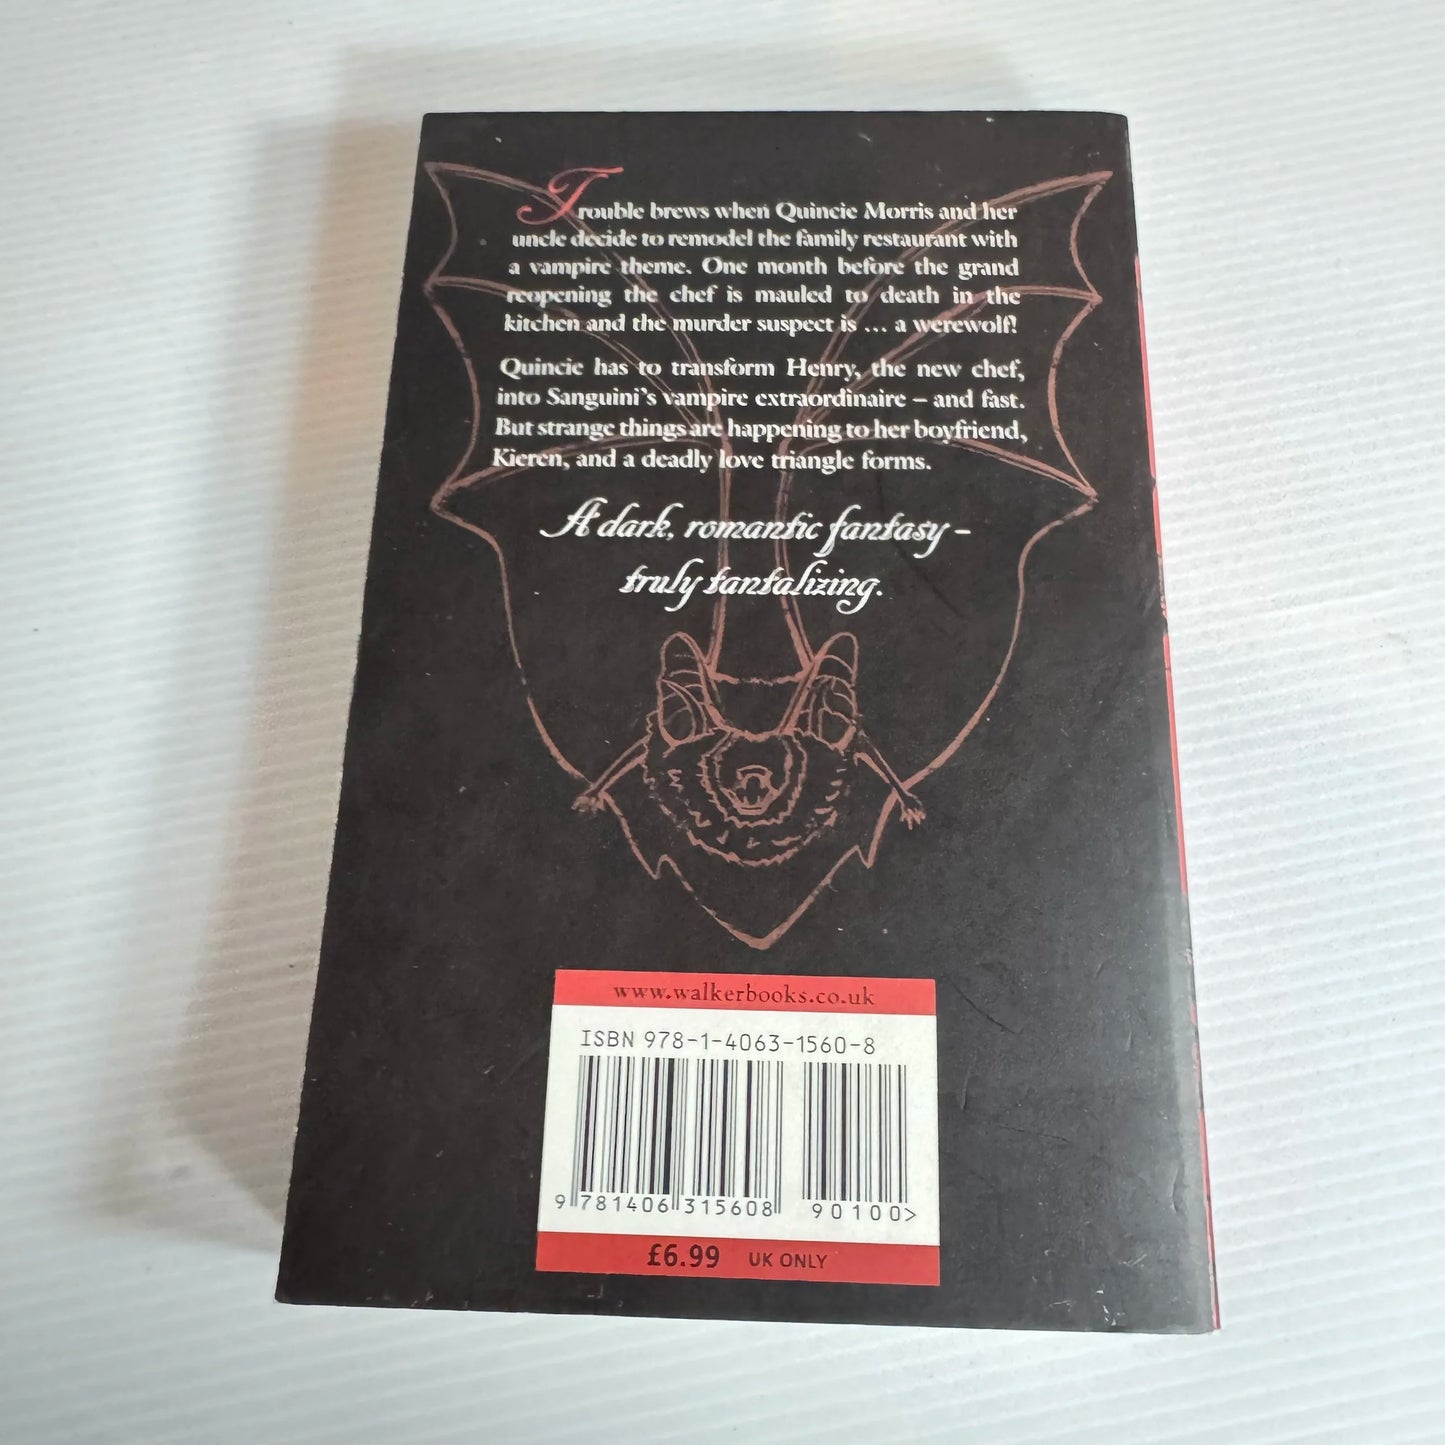 Trouble brews when Quincie Morris and her
uncle decide to remodel the family restaurant with
a vampire theme. One month before the grand
reopening the chef is mauled to death in the
kitchen and the murder suspect is ... a werewolf!
Quincie has to transform Henry, the new chef,
into Sanguini's vampire extraordinaire – and fast.
But strange things are happening to her boyfriend,
Kieren, and a deadly love triangle forms.
A dark, romantic fantasy –
truly tantalizing.
www.walkerbooks.co.uk
ISBN 978-1-4063-1560-8
9 781406 315608 90100>
£6.99 UK ONLY